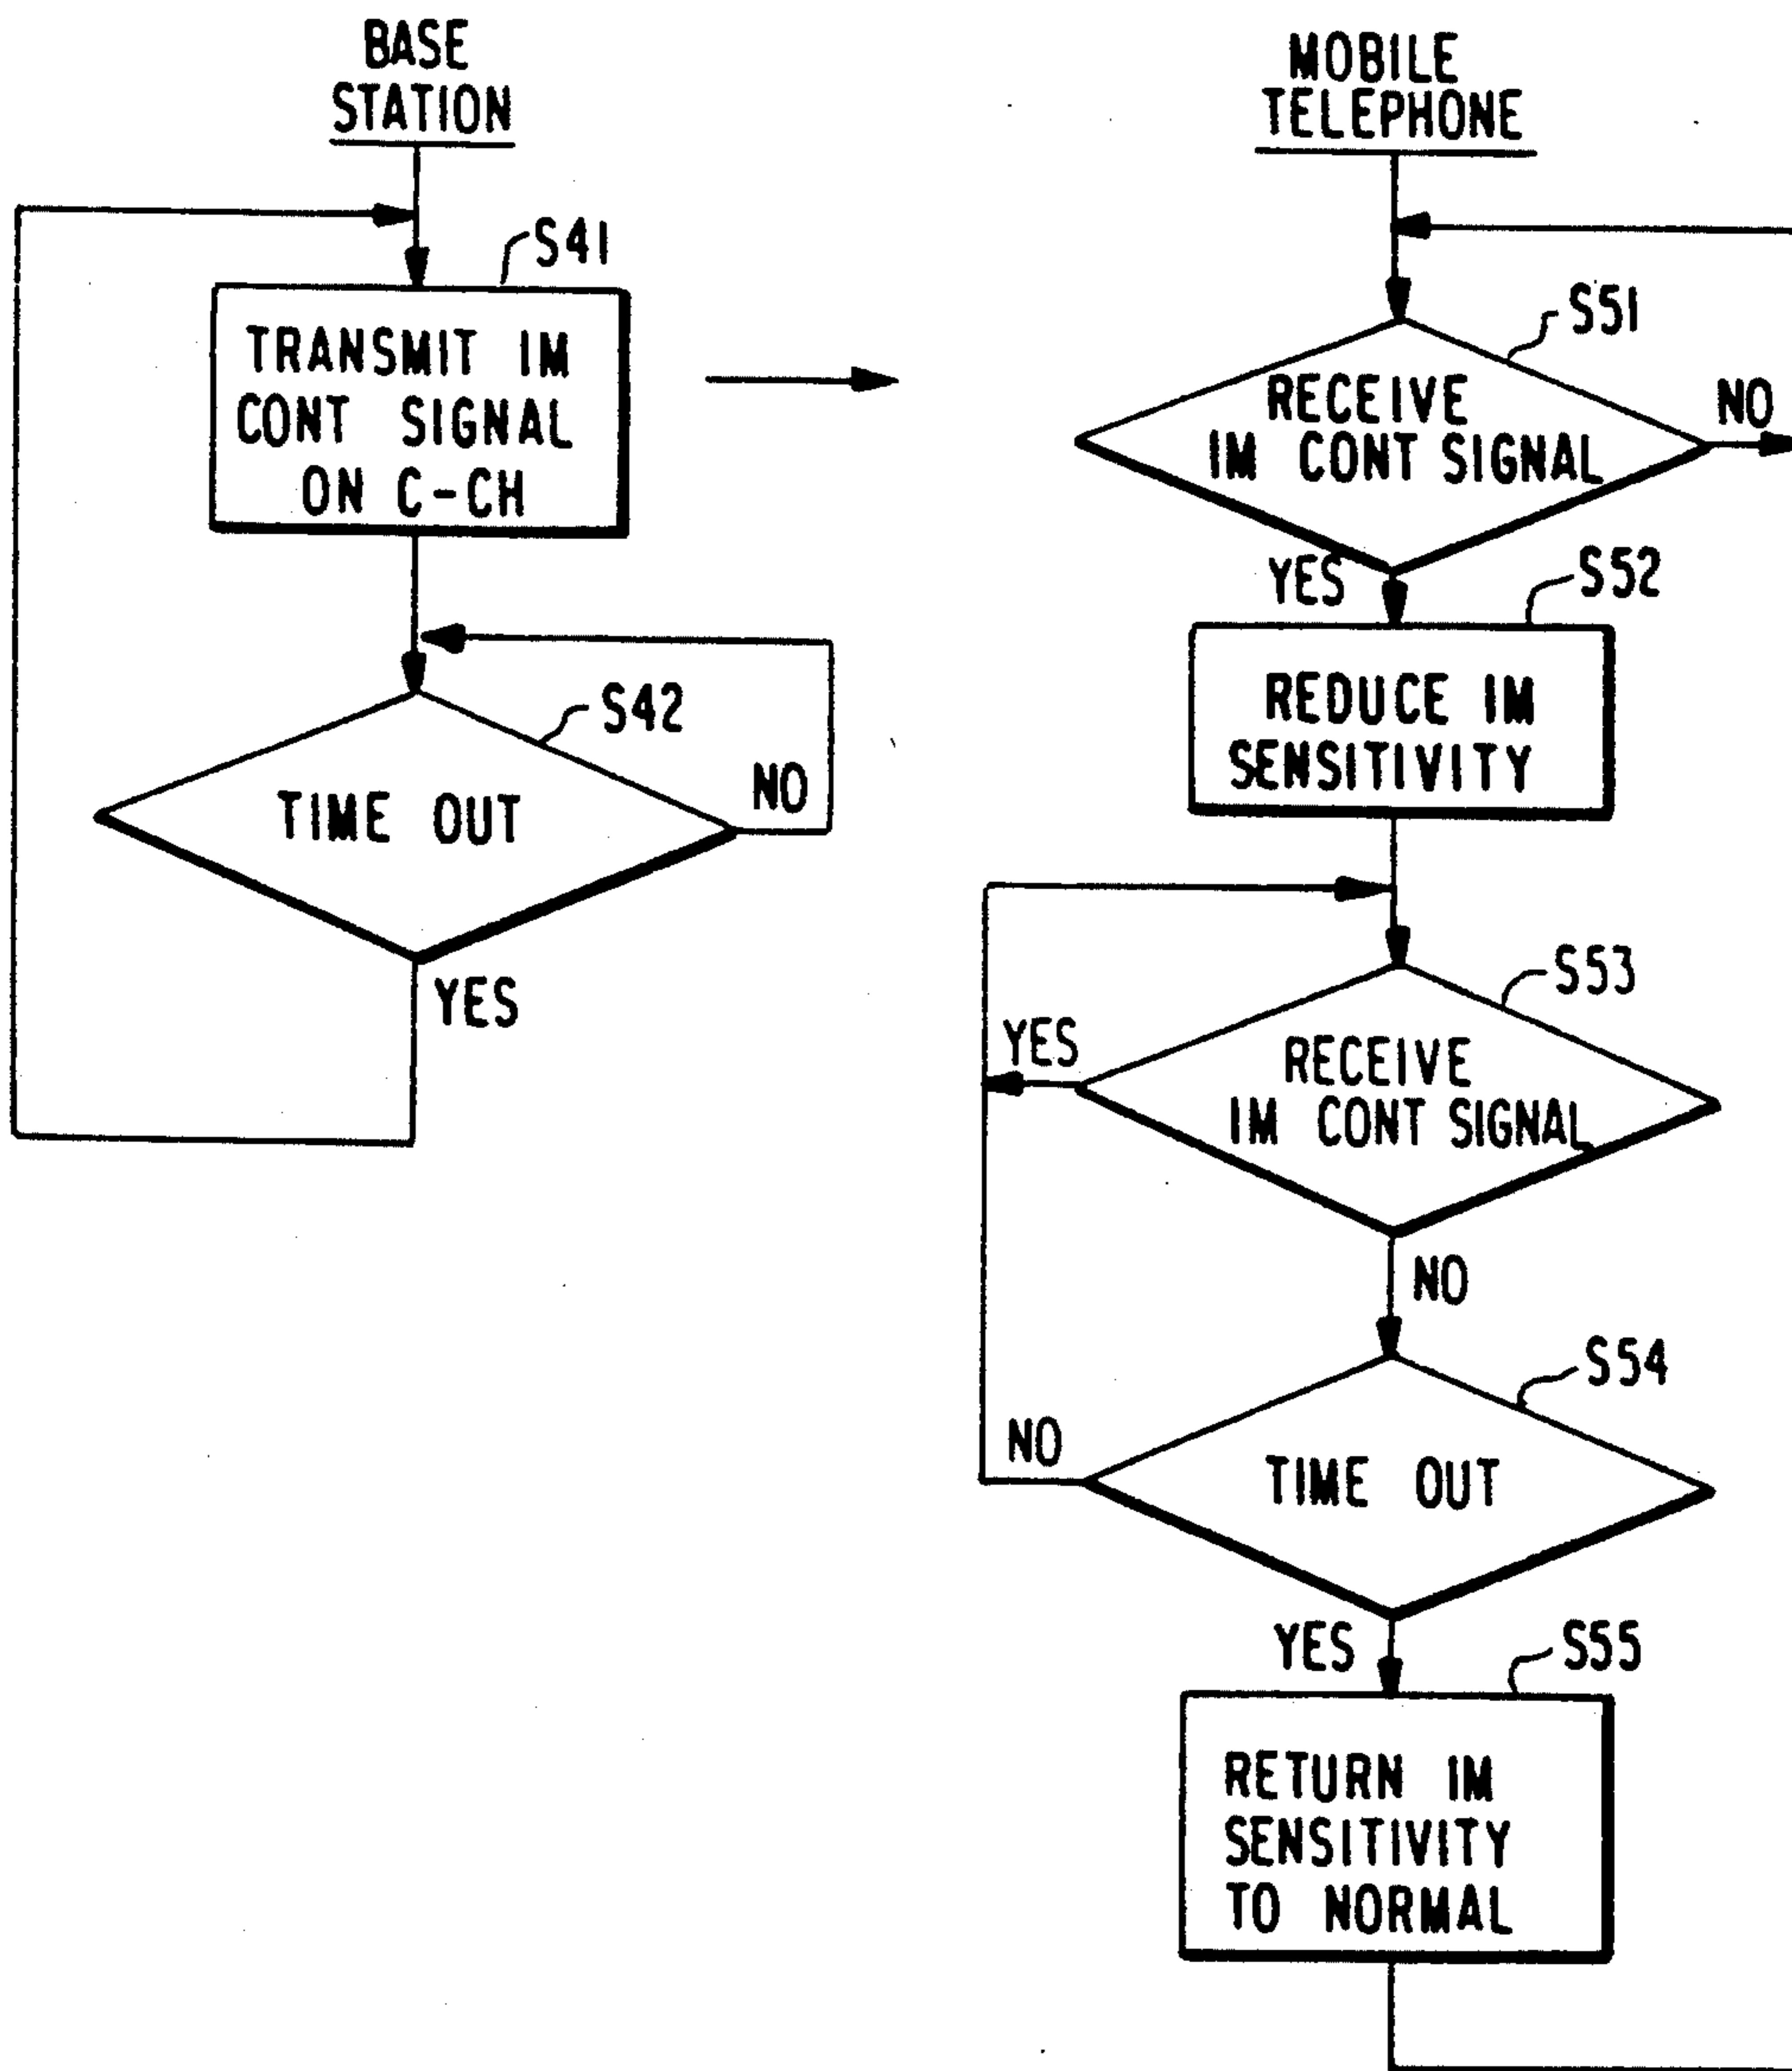 BASE
STATION
S41
TRANSMIT IM
CONT SIGNAL
ON C-CH
S42
TIME OUT
NO
YES
MOBILE
TELEPHONE
S51
RECEIVE
IM CONT SIGNAL
NO
YES
S52
REDUCE IM
SENSITIVITY
S53
YES
RECEIVE
IM CONT SIGNAL
NO
S54
NO
TIME OUT
YES
S55
RETURN IM
SENSITIVITY
TO NORMAL